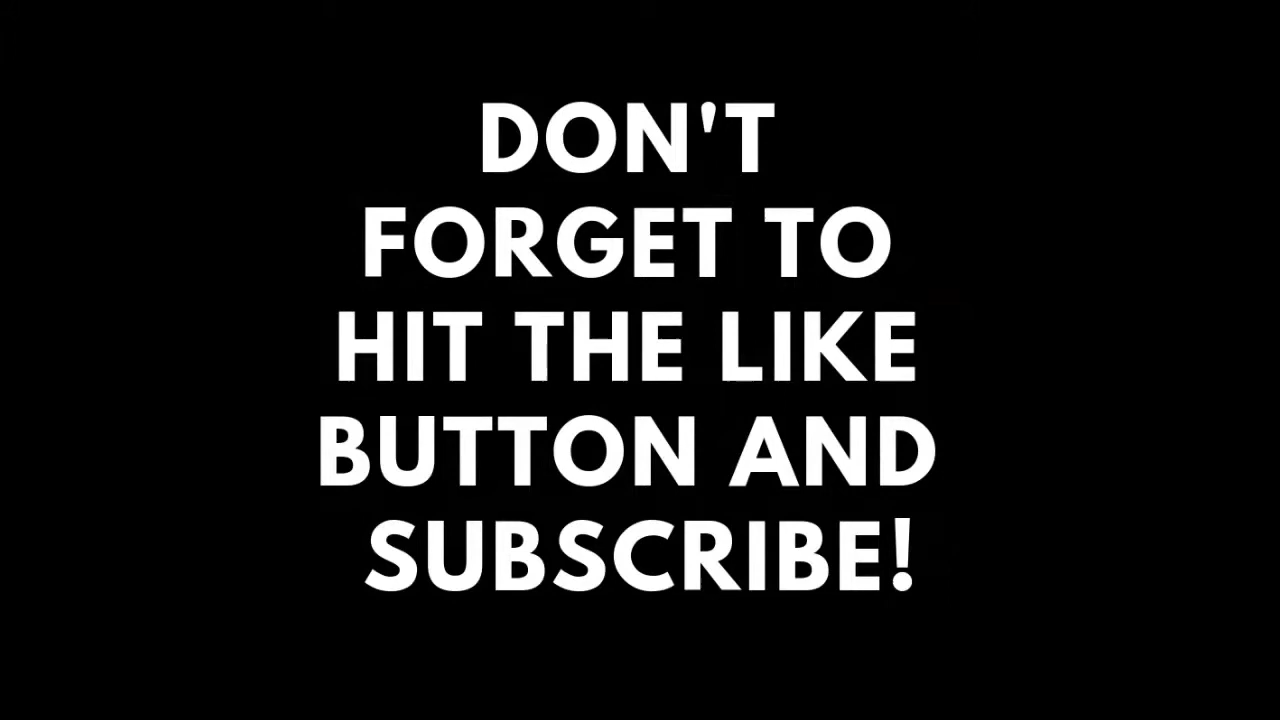 DON'T
FORGET TO
HIT THE LIKE
BUTTON AND
SUBSCRIBE!